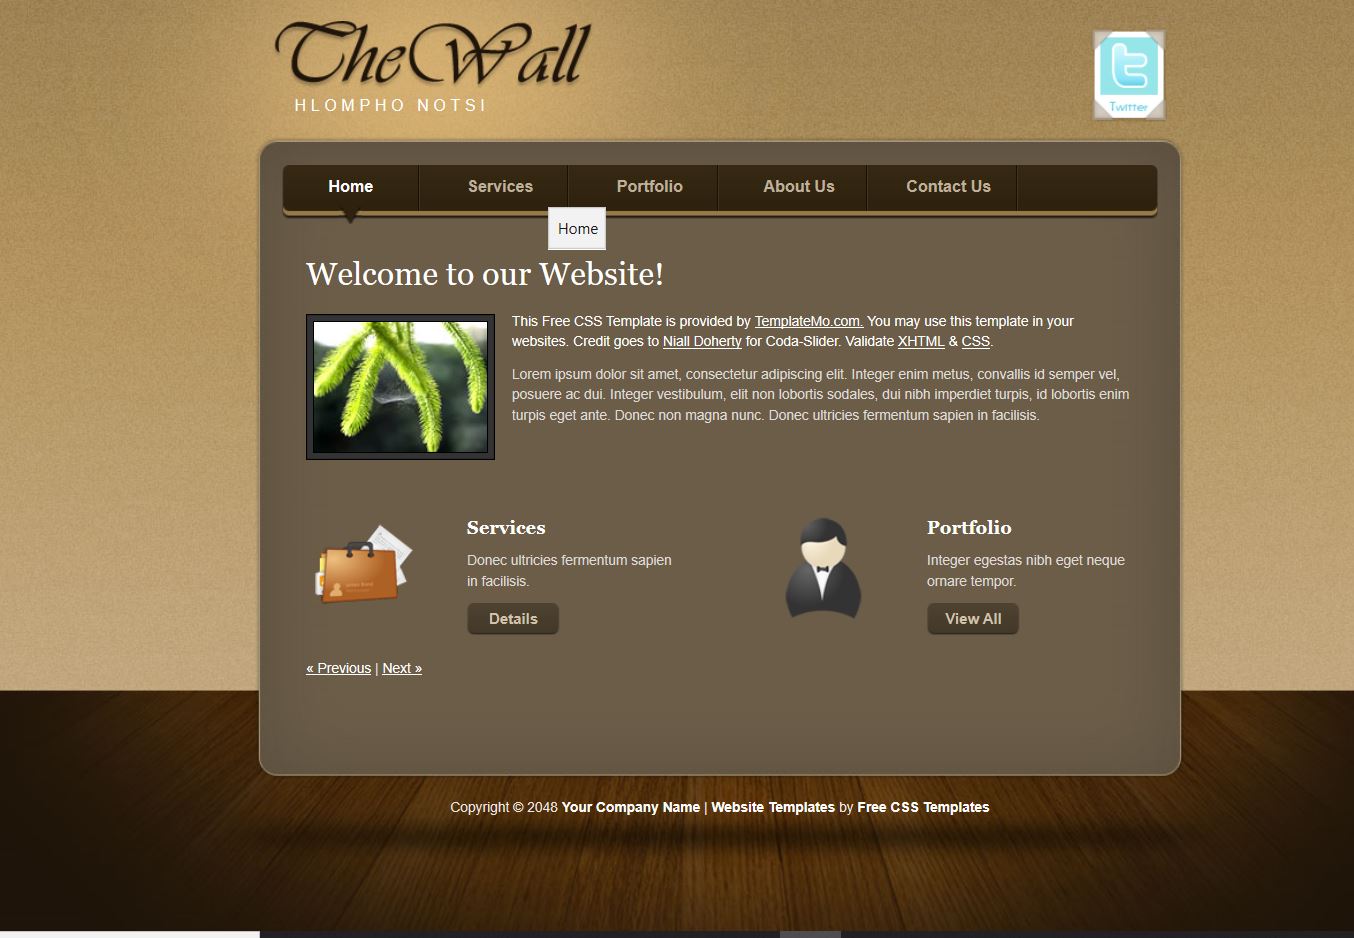 The Wall
HLOMPHO NOTSI
Twitter
Home
Services
Portfolio
About Us
Contact Us
Home
Welcome to our Website!
This Free CSS Template is provided by TemplateMo.com. You may use this template in your
websites. Credit goes to Niall Doherty for Coda-Slider. Validate XHTML & CSS.
Lorem ipsum dolor sit amet, consectetur adipiscing elit. Integer enim metus, convallis id semper vel,
posuere ac dui. Integer vestibulum, elit non lobortis sodales, dui nibh imperdiet turpis, id lobortis enim
turpis eget ante. Donec non magna nunc. Donec ultricies fermentum sapien in facilisis.
Services
Donec ultricies fermentum sapien
in facilisis.
Details
Portfolio
Integer egestas nibh eget neque
ornare tempor.
View All
« Previous | Next »
Copyright © 2048 Your Company Name | Website Templates by Free CSS Templates